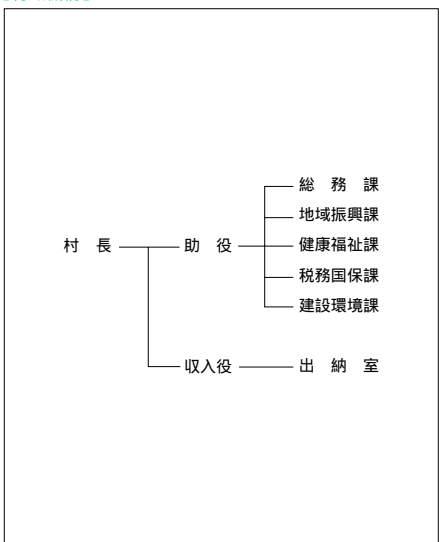 総務課
地域振興課
村長 助役 健康福祉課
税務国保課
建設環境課
収入役 出納室